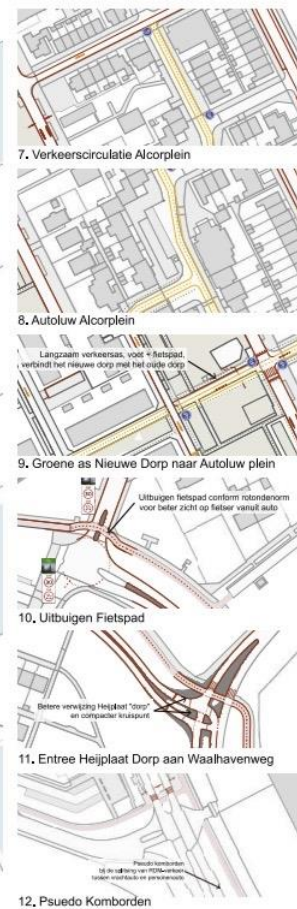 7. Verkeerscirculatie Alcorplein
8. Autoluw Alcorplein
Langzaam verkeersas, voet + fietspad,
verbindt het nieuwe dorp met het oude dorp
9. Groene as Nieuwe Dorp naar Autoluw plein
Uitbuigen fietspad conform rotondenorm
voor beter zicht op fietser vanuit auto
10. Uitbuigen Fietspad
Betere verwijzing Heijplaat "dorp"
en compacter kruispunt
11. Entree Heijplaat Dorp aan Waalhavenweg
Pseudo komborden
bij de splitsing van RDM-verkeer
tussen vrachtauto en personenauto
12. Psuedo Komborden